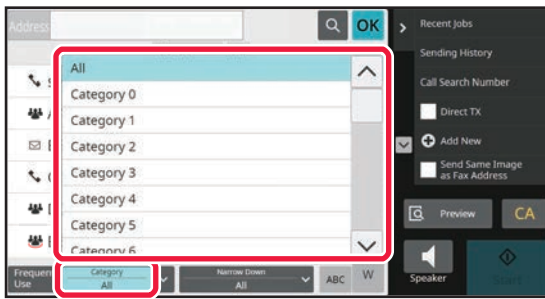 Address
OK
All
Category 0
Category 1
Category 2
Category 3
Category 4
Category 5
Category 6
Frequent
Use
Category
All
Narrow Down
All
ABC
W
Recent Jobs
Sending History
Call Search Number
Direct TX
Add New
Send Same Image
as Fax Address
Preview
CA
Speaker
Start